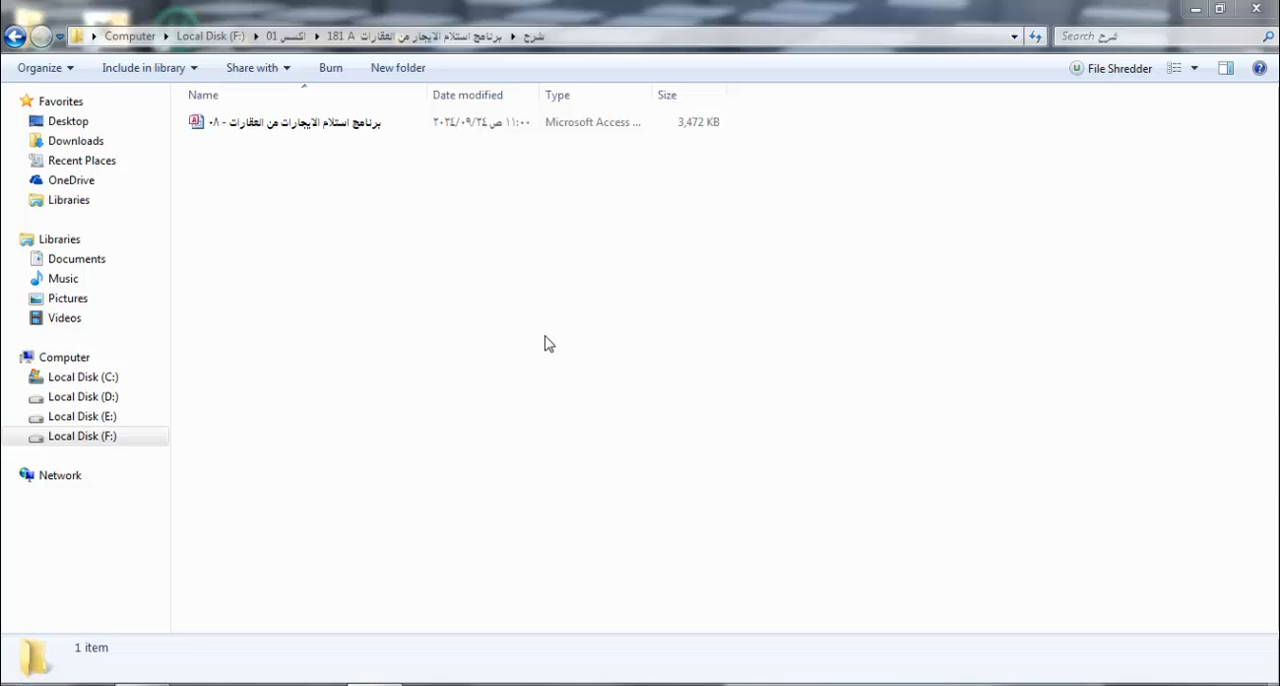 Computer
Local Disk (F:)
اكسس 01
برنامج استلام الايجار من العقارات 181 A
شرح
Search شرح
Organize
Include in library
Share with
Burn
New folder
File Shredder
Name
Date modified
Type
Size
برنامج استلام الايجارات من العقارات - ٠٨
٢٠٢٤/٠٩/٢٤ ص ١١:٠٠
Microsoft Access ...
3,472 KB
Favorites
Desktop
Downloads
Recent Places
OneDrive
Libraries
Libraries
Documents
Music
Pictures
Videos
Computer
Local Disk (C:)
Local Disk (D:)
Local Disk (E:)
Local Disk (F:)
Network
1 item